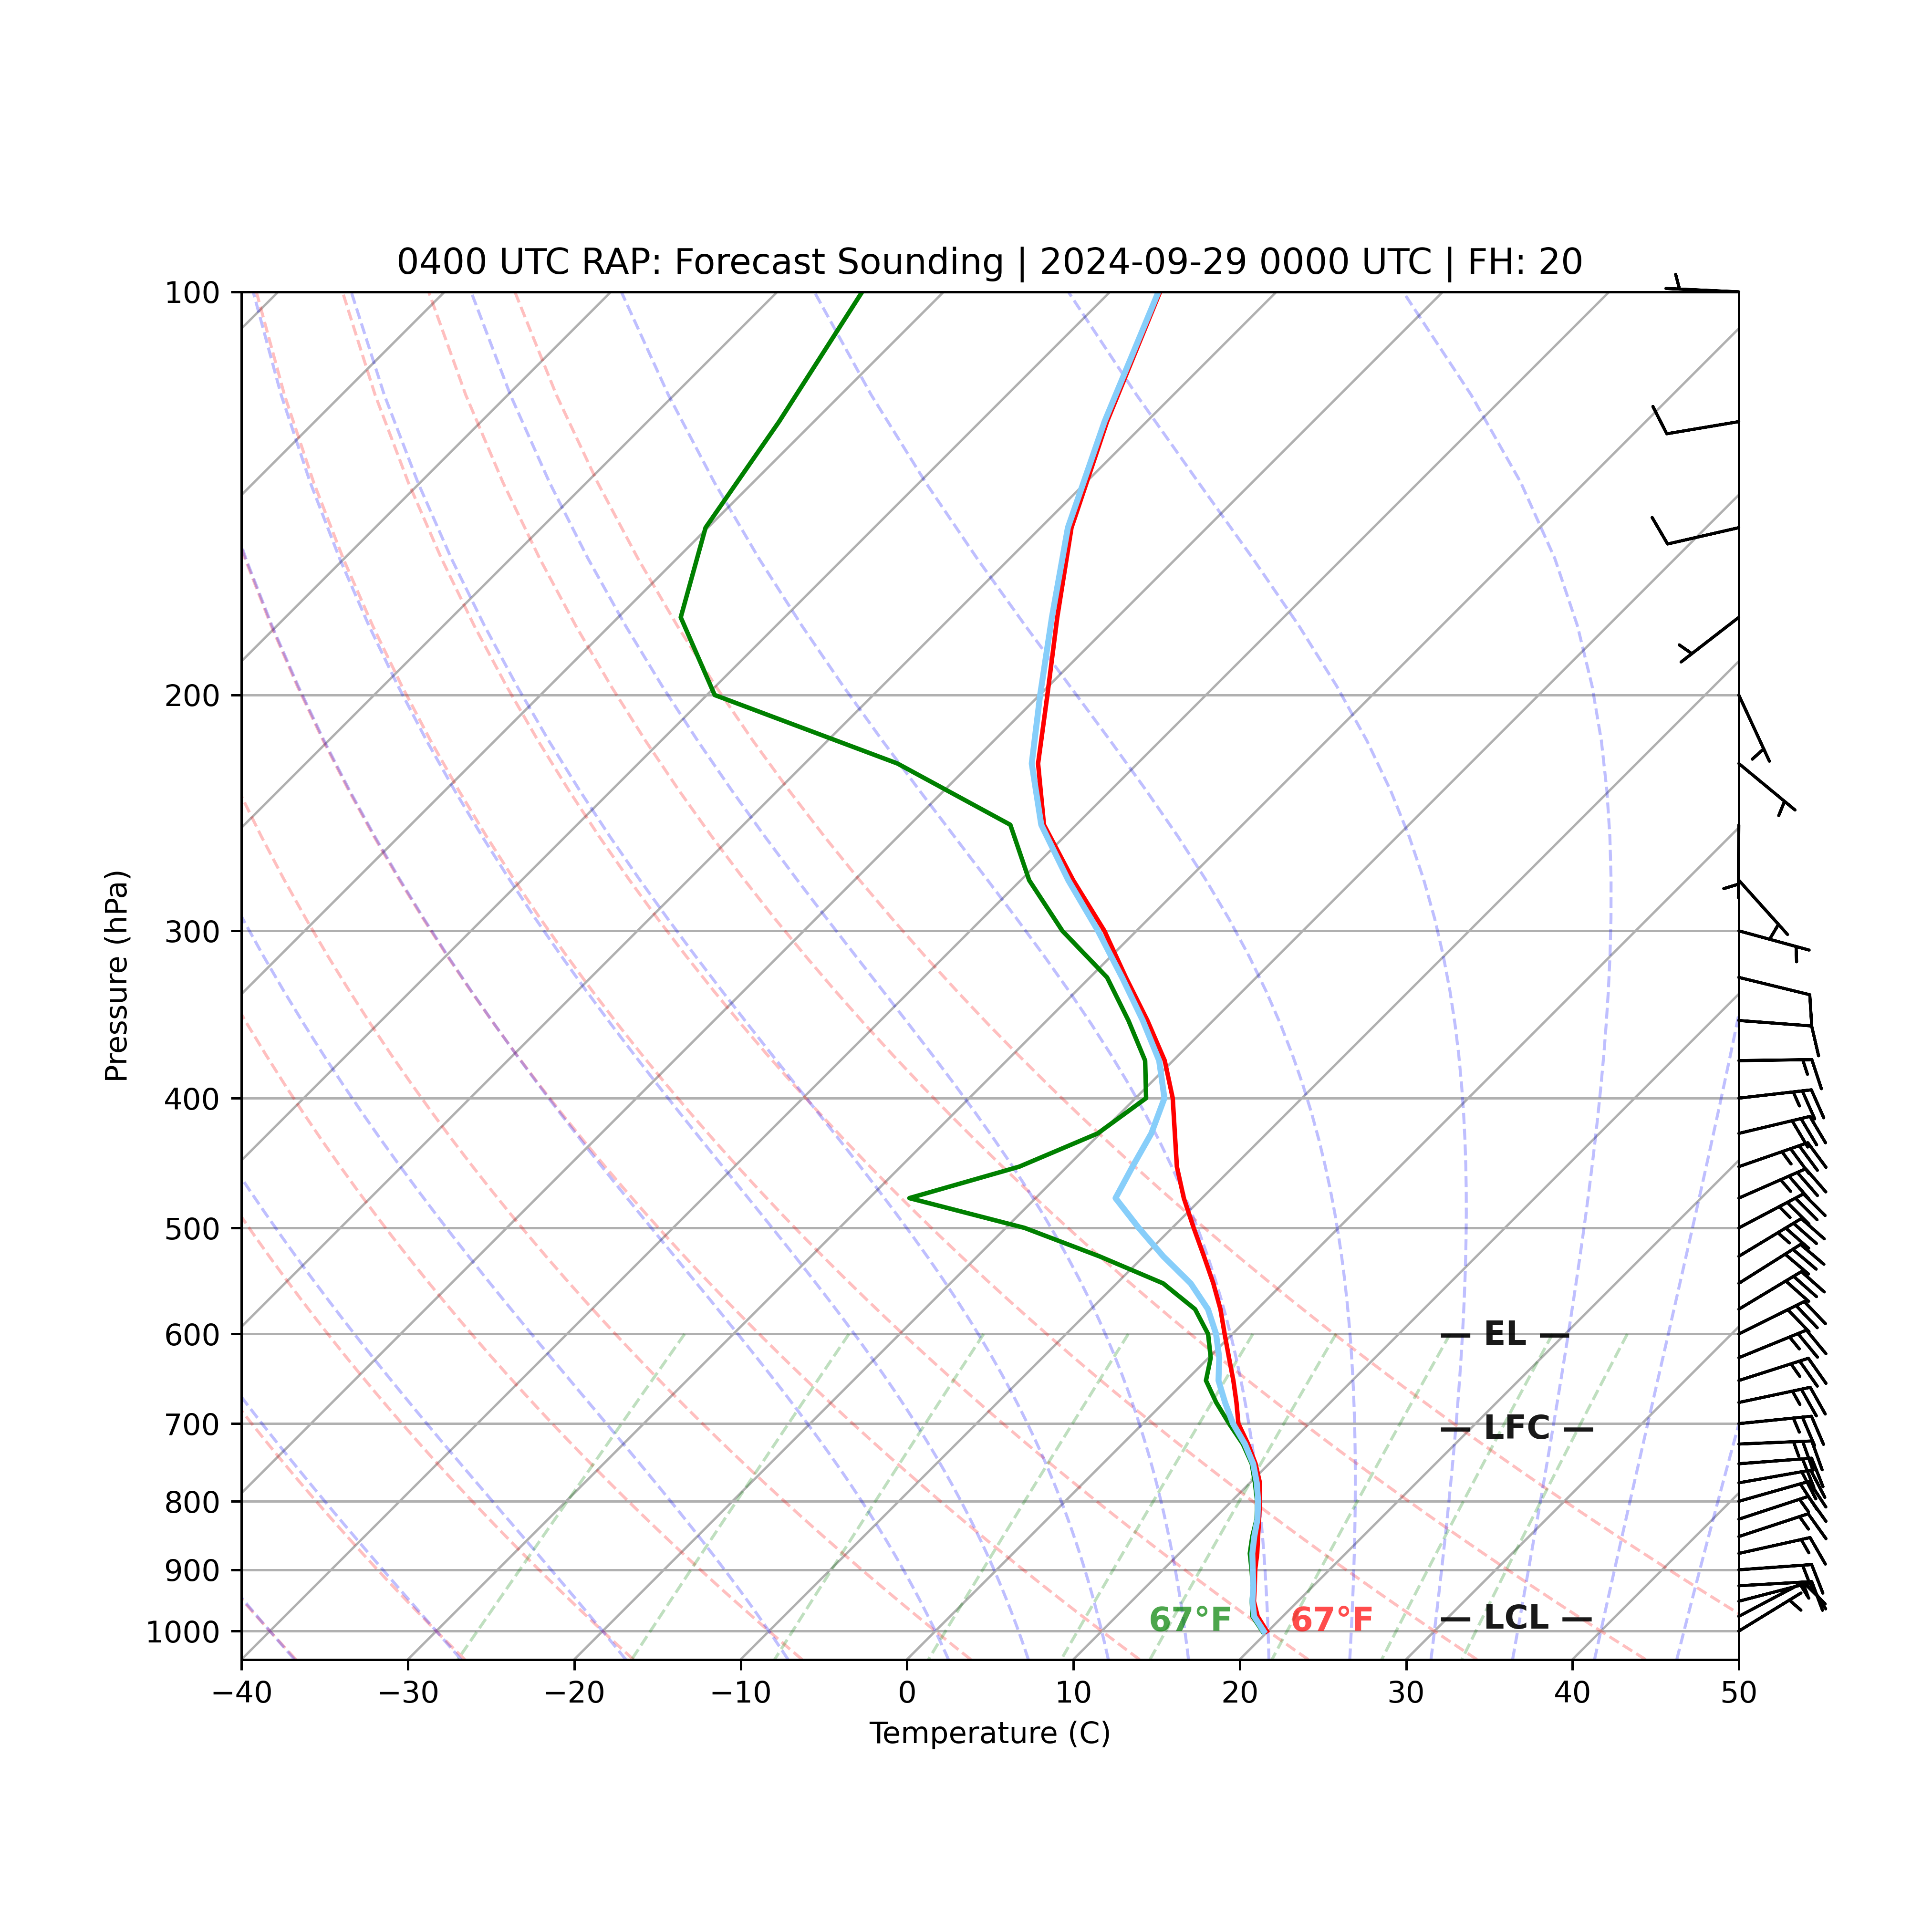 0400 UTC RAP: Forecast Sounding | 2024-09-29 0000 UTC | FH: 20
100
200
300
400
500
600
700
800
900
1000
Pressure (hPa)
— EL —
— LFC —
— LCL —
67°F 67°F
−40 −30 −20 −10 0 10 20 30 40 50
Temperature (C)